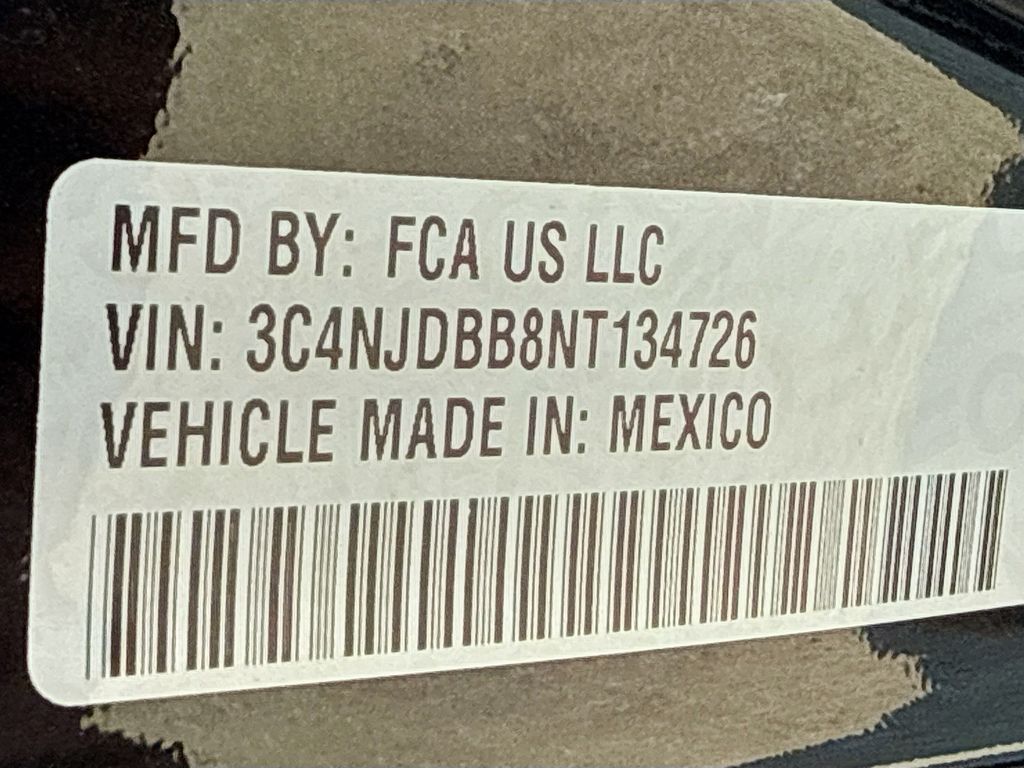 MFD BY: FCA US LLC
VIN: 3C4NJDBB8NT134726
VEHICLE MADE IN: MEXICO